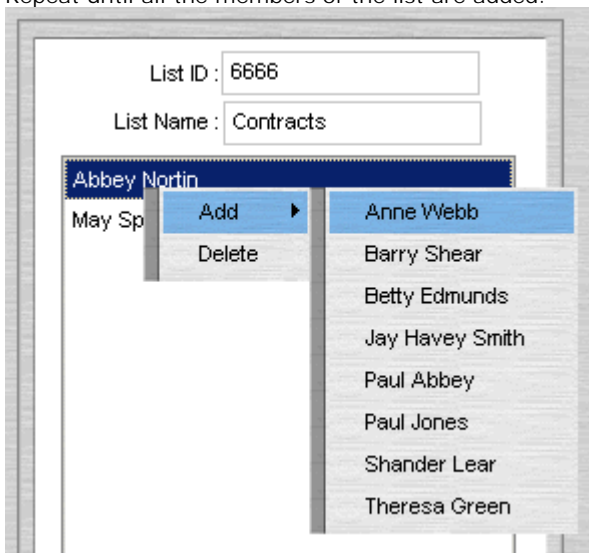 Repeat until all the members of the list are added.
List ID : 6666
List Name : Contracts
Abbey Nortin
May Sp
Add
Delete
Anne Webb
Barry Shear
Betty Edmunds
Jay Havey Smith
Paul Abbey
Paul Jones
Shander Lear
Theresa Green